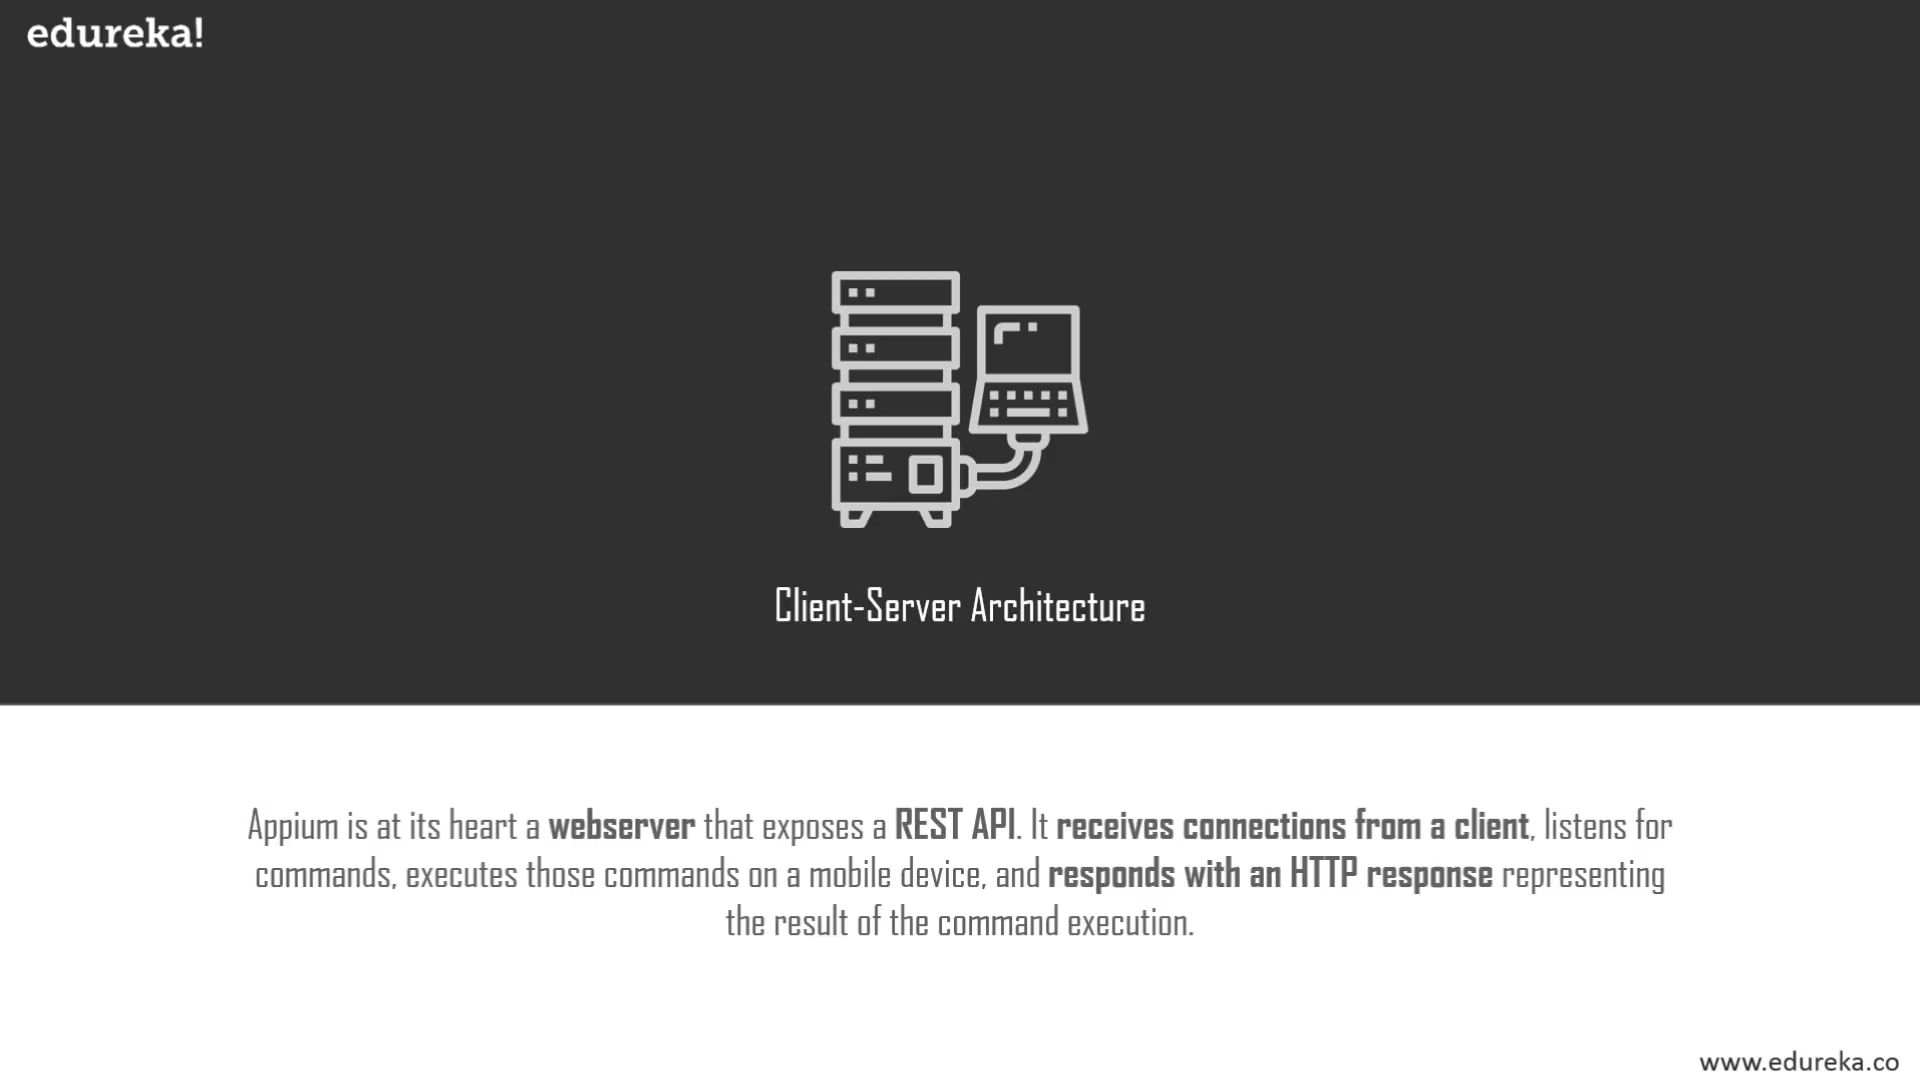 edureka!
Client-Server Architecture
Appium is at its heart a webserver that exposes a REST API. It receives connections from a client, listens for
commands, executes those commands on a mobile device, and responds with an HTTP response representing
the result of the command execution.
www.edureka.co